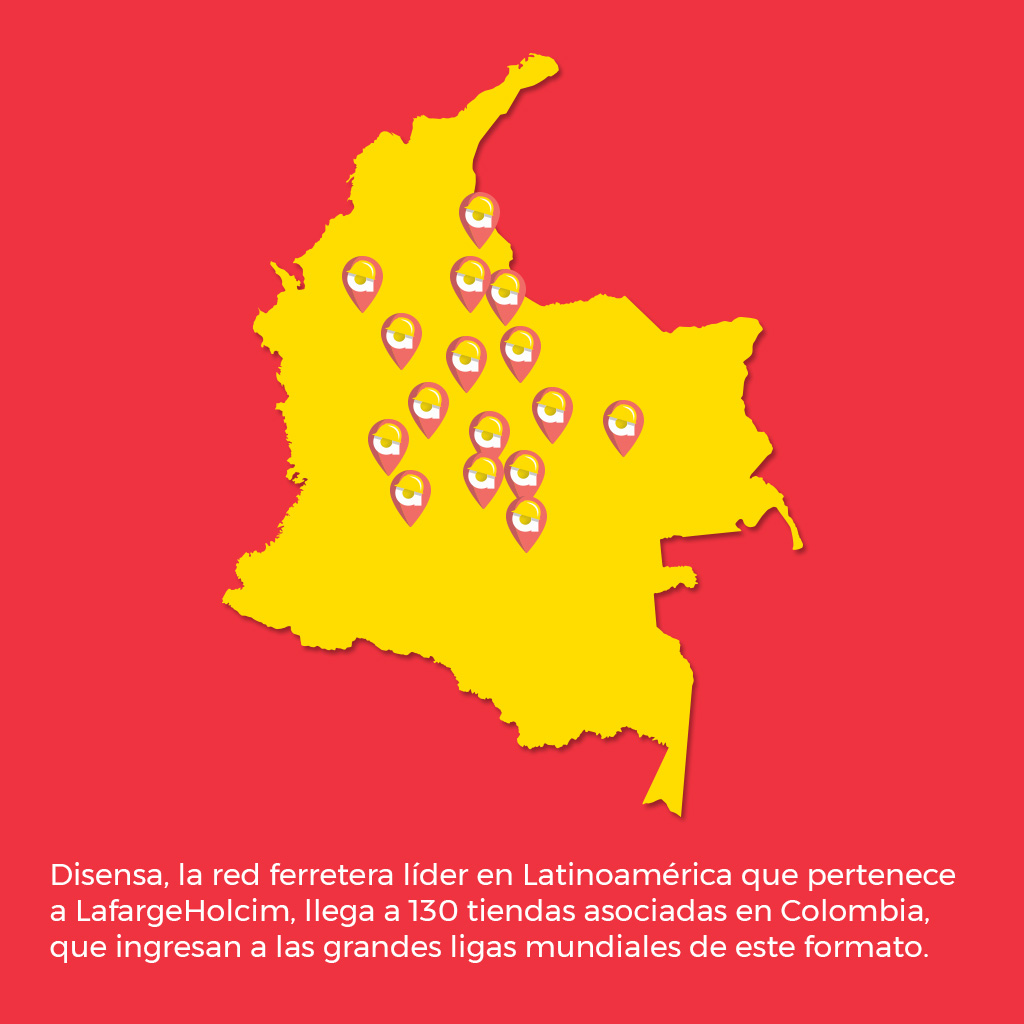 Disensa, la red ferretera líder en Latinoamérica que pertenece
a LafargeHolcim, llega a 130 tiendas asociadas en Colombia,
que ingresan a las grandes ligas mundiales de este formato.